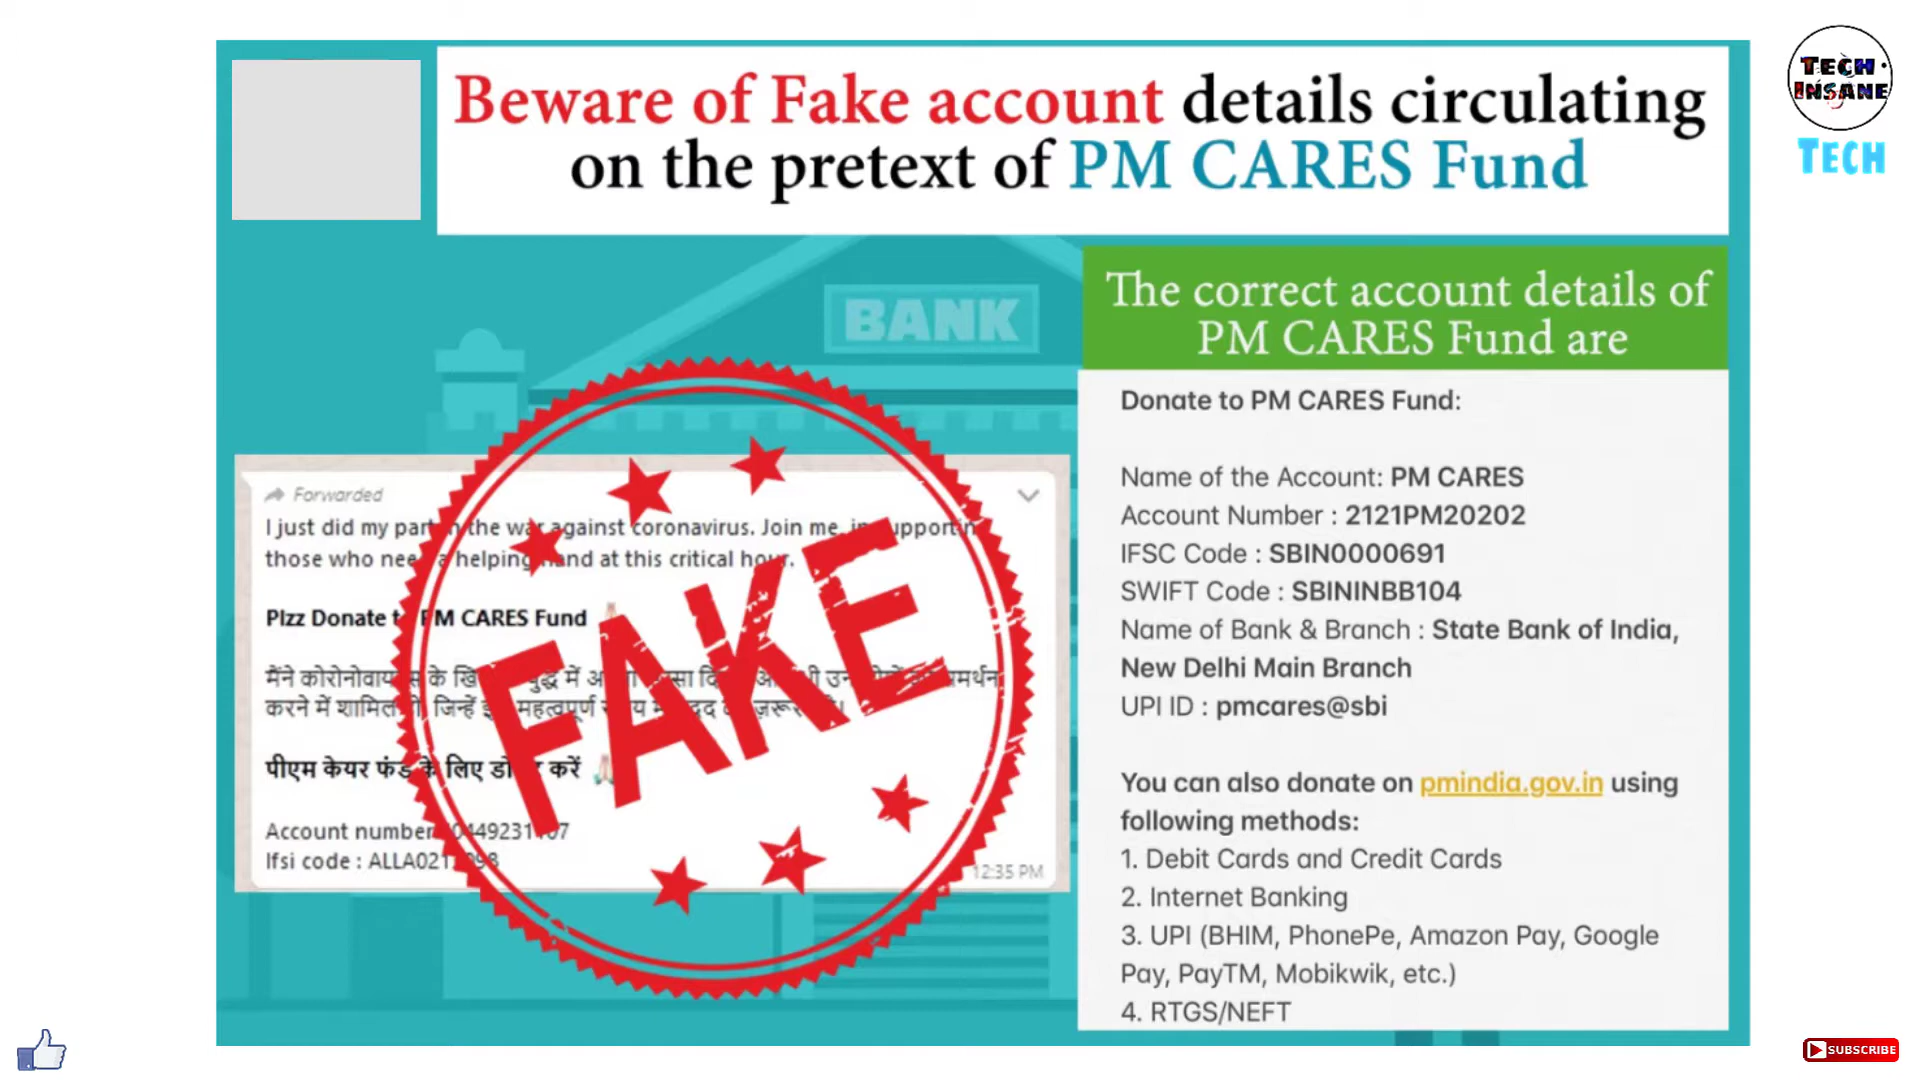 Beware of Fake account details circulating
on the pretext of PM CARES Fund
TECH
INSANE
TECH
BANK
The correct account details of
PM CARES Fund are
Forwarded
I just did my part in the war against coronavirus. Join me, in supportin
those who need a helping hand at this critical hour.
Plzz Donate to PM CARES Fund
मैंने कोरोनोवायरस के युद्ध में
करने में शामिल जिन्हें महत्वपूर्ण
पीएम केयर फंड के लिए करें
Account number
Ifsi code :
12:35 PM
FAKE
Donate to PM CARES Fund:
Name of the Account: PM CARES
Account Number : 2121PM20202
IFSC Code : SBIN0000691
SWIFT Code : SBININBB104
Name of Bank & Branch : State Bank of India,
New Delhi Main Branch
UPI ID : pmcares@sbi
You can also donate on pmindia.gov.in using
following methods:
1. Debit Cards and Credit Cards
2. Internet Banking
3. UPI (BHIM, PhonePe, Amazon Pay, Google
Pay, PayTM, Mobikwik, etc.)
4. RTGS/NEFT
SUBSCRIBE